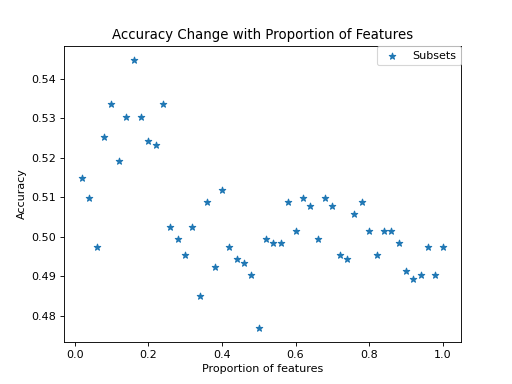 Accuracy Change with Proportion of Features
Subsets
Accuracy
0.54
0.53
0.52
0.51
0.50
0.49
0.48
0.0 0.2 0.4 0.6 0.8 1.0
Proportion of features